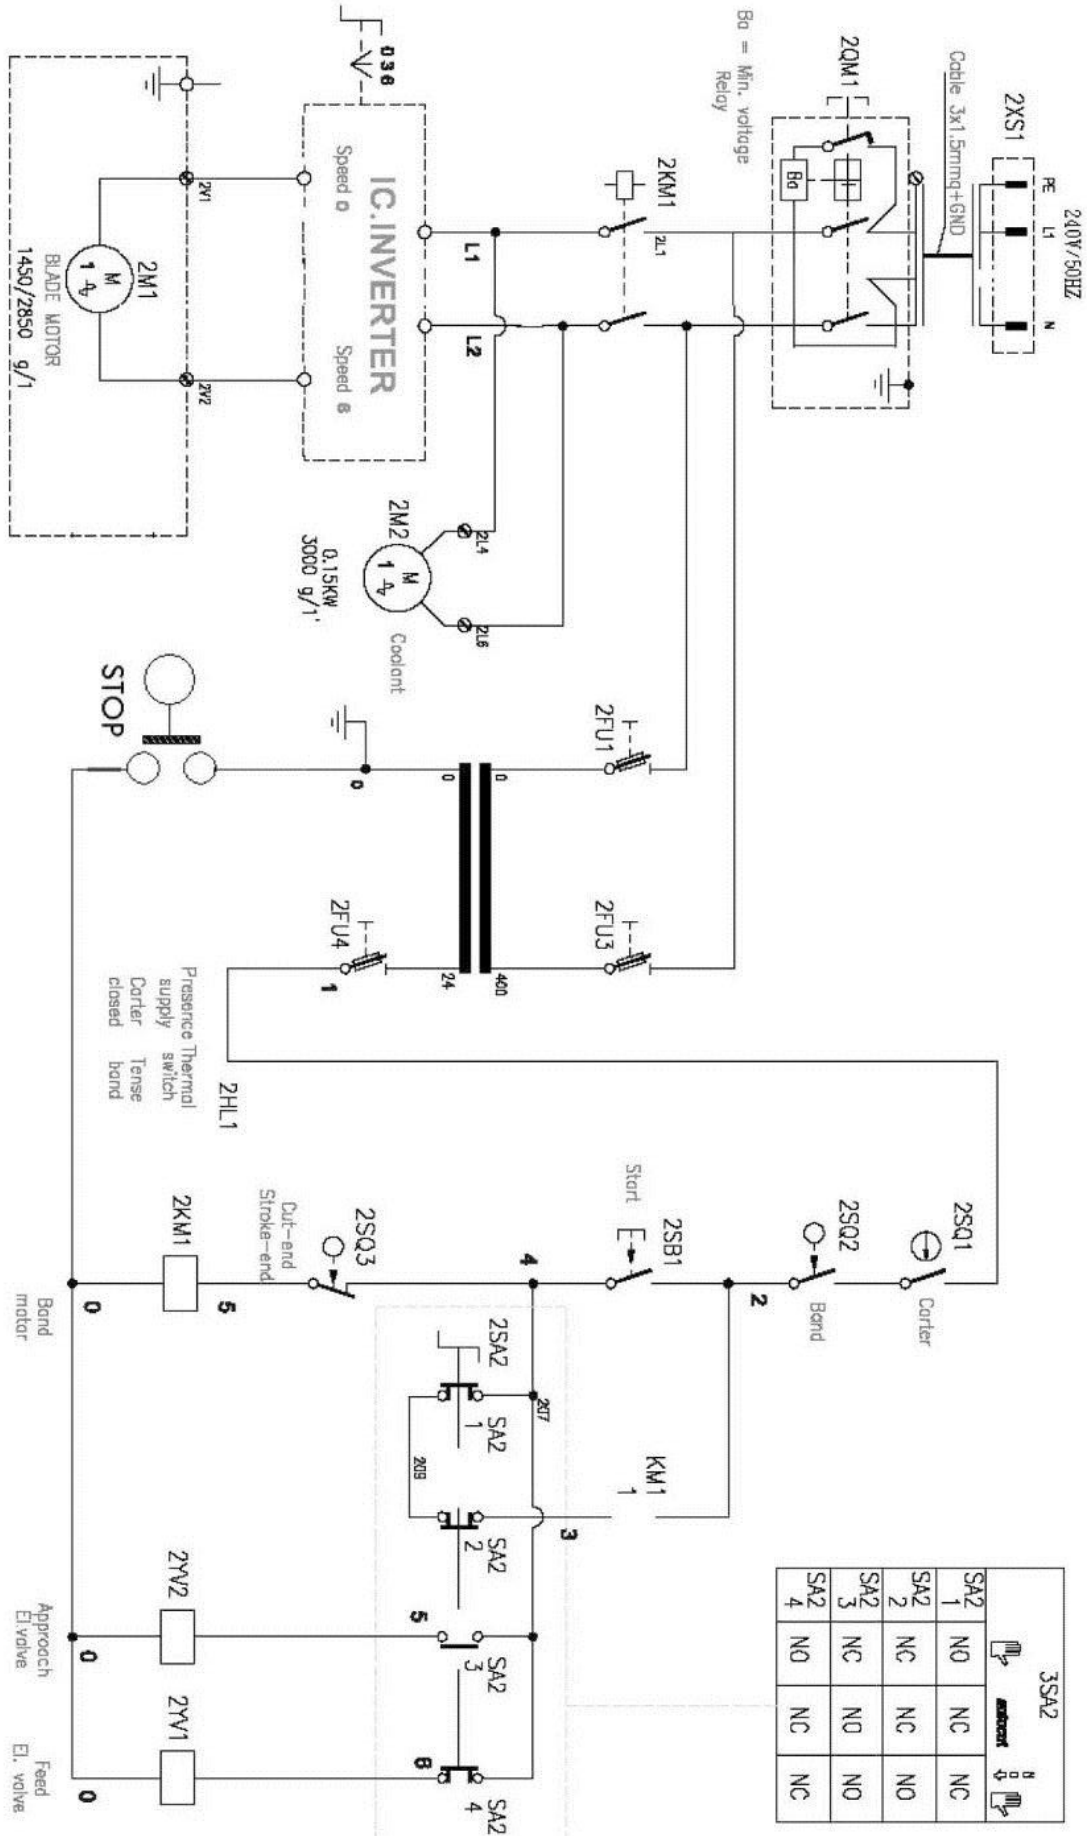 2XS1
240V/50HZ
PE
L1
N
Cable 3x1.5mmq+GND
2QM1
Ba
Ba = Min. voltage
Relay
2KM1
2L1
L1
L2
036
IC.INVERTER
Speed 0
Speed 6
2V1
2V2
2M1
M
1
BLADE MOTOR
1450/2850 g/1
2L4
2L6
2M2
M
1
0.15KW
3000 g/1'
Coolant
2FU1
2FU3
0
400
0
24
0
2FU4
1
STOP
Presence Thermal
supply switch
Carter Tense
closed band
2HL1
2SQ1
Carter
2SQ2
Band
2
2SB1
Start
4
2SQ3
Cut-end
Stroke-end
5
2KM1
0
Band
motor
KM1
1
3
207
2SA2
SA2
1
209
SA2
2
SA2
3
5
SA2
4
6
2YV2
0
Approach
El.valve
2YV1
0
Feed
El. valve
3SA2
autocut
SA2 1 NO NC NC
SA2 2 NC NC NO
SA2 3 NC NO NO
SA2 4 NO NC NC